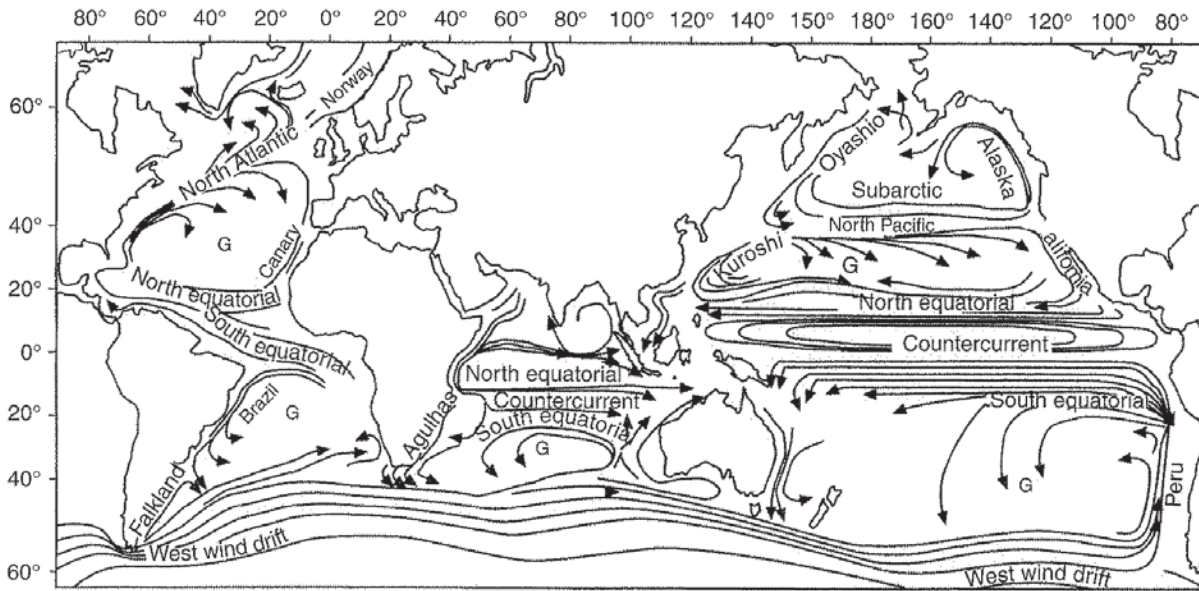 80° 60° 40° 20° 0° 20° 40° 60° 80° 100° 120° 150° 160° 160° 140° 120° 100° 80°
60°
40°
20°
0°
20°
40°
60°
Norway
North Atlantic
G
Canary
North equatorial
South equatorial
Brazil
G
Falkland
West wind drift
Agulhas
North equatorial
Countercurrent
South equatorial
G
Oyashio
Alaska
Subarctic
North Pacific
Kuroshi
G
alifornia
North equatorial
Countercurrent
South equatorial
G
Peru
West wind drift